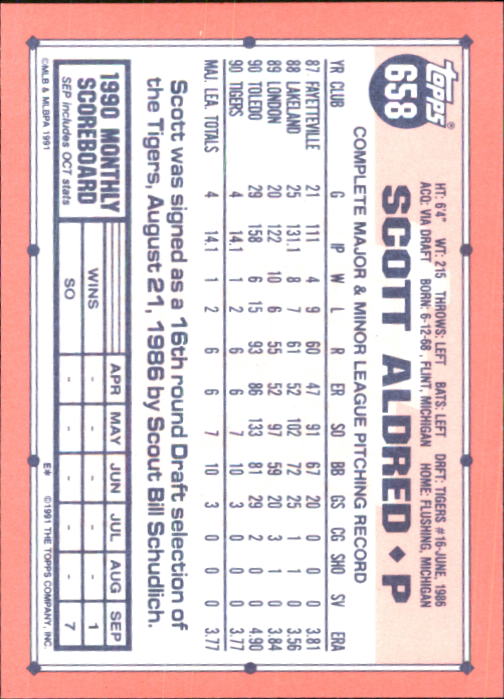 TOPPS®
658
HT: 6'4" WT: 215 THROWS: LEFT BATS: LEFT DRFT: TIGERS #16-JUNE, 1986
ACQ: VIA DRAFT BORN: 6-12-68, FLINT, MICHIGAN HOME: FLUSHING, MICHIGAN
SCOTT ALDRED ♦ P
COMPLETE MAJOR & MINOR LEAGUE PITCHING RECORD
YR CLUB G IP W L R ER SO BB GS CG SHO SV ERA
87 FAYETTEVILLE 21 111 4 9 60 47 91 67 20 0 0 0 3.81
88 LAKELAND 25 131.1 8 7 61 52 102 72 25 1 1 0 3.56
89 LONDON 20 122 10 6 55 52 97 59 20 3 1 0 3.84
90 TOLEDO 29 158 6 15 93 86 133 81 29 2 0 0 4.90
90 TIGERS 4 14.1 1 2 6 6 7 10 3 0 0 0 3.77
MAJ. LEA. TOTALS 4 14.1 1 2 6 6 7 10 3 0 0 0 3.77
Scott was signed as a 16th round Draft selection of
the Tigers, August 21, 1986 by Scout Bill Schudlich.
1990 MONTHLY
SCOREBOARD
SEP includes OCT stats
APR MAY JUN JUL AUG SEP
WINS - - - - - 1
SO - - - - - 7
©MLB & MLBPA 1991
E* ©1991 THE TOPPS COMPANY, INC.